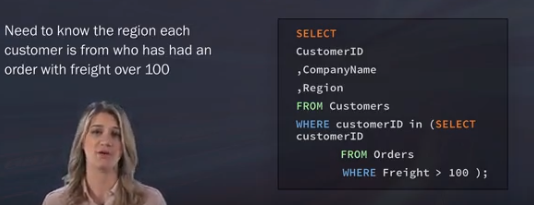 Need to know the region each
customer is from who has had an
order with freight over 100
SELECT
CustomerID
,CompanyName
,Region
FROM Customers
WHERE customerID in (SELECT
customerID
FROM Orders
WHERE Freight > 100 );